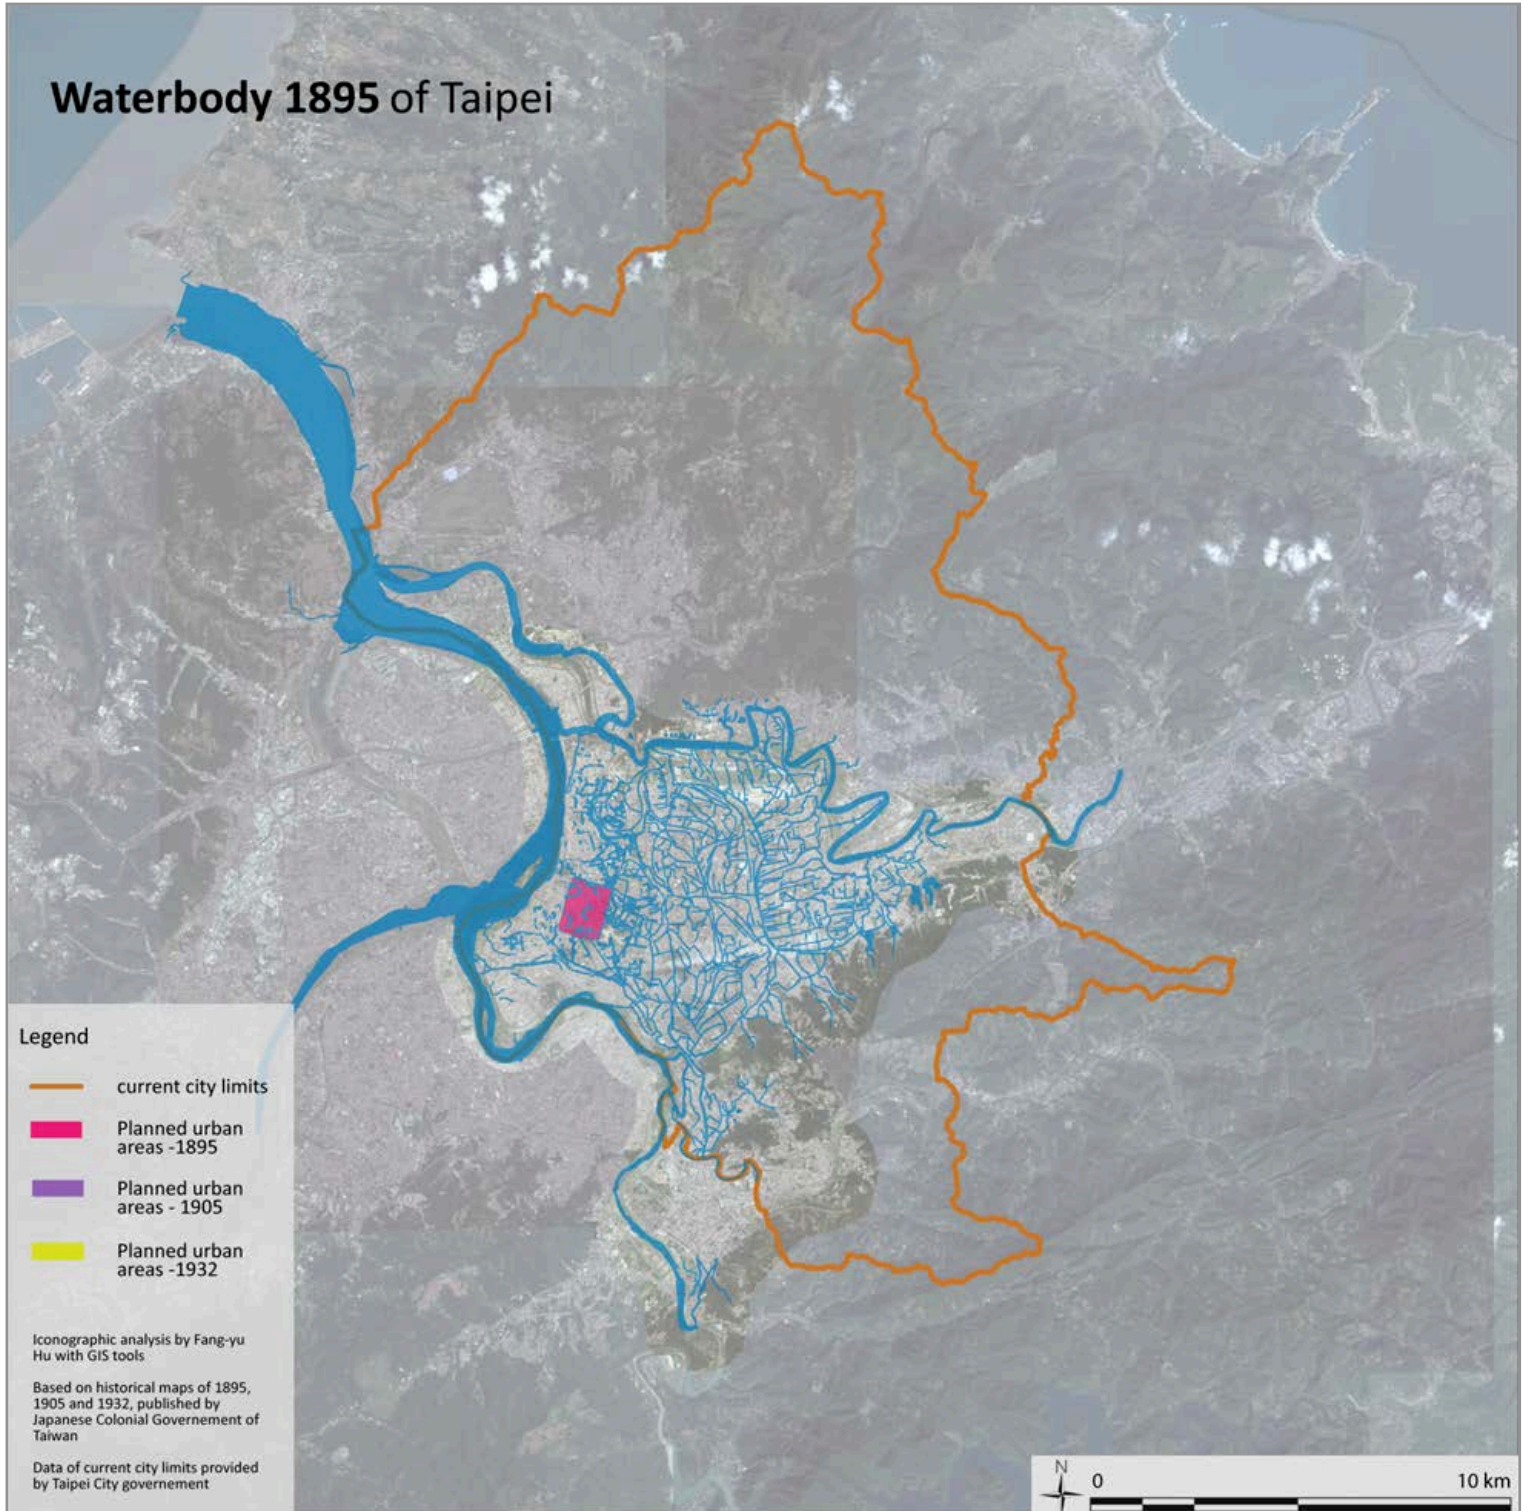 Waterbody 1895 of Taipei
Legend
current city limits
Planned urban
areas -1895
Planned urban
areas - 1905
Planned urban
areas -1932
Iconographic analysis by Fang-yu
Hu with GIS tools
Based on historical maps of 1895,
1905 and 1932, published by
Japanese Colonial Governement of
Taiwan
Data of current city limits provided
by Taipei City governement
N
0 10 km